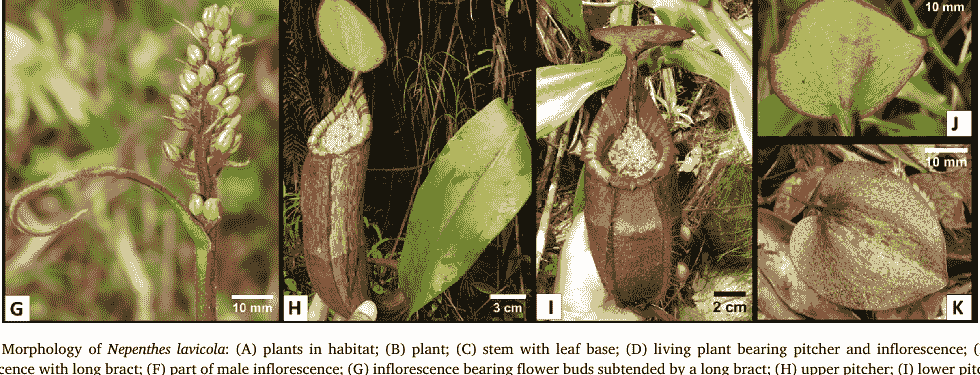 10 mm
J
10 mm
G
10 mm
H
3 cm
I
2 cm
K
Morphology of Nepenthes lavicola: (A) plants in habitat; (B) plant; (C) stem with leaf base; (D) living plant bearing pitcher and inflorescence; (
cence with long bract; (F) part of male inflorescence; (G) inflorescence bearing flower buds subtended by a long bract; (H) upper pitcher; (I) lower